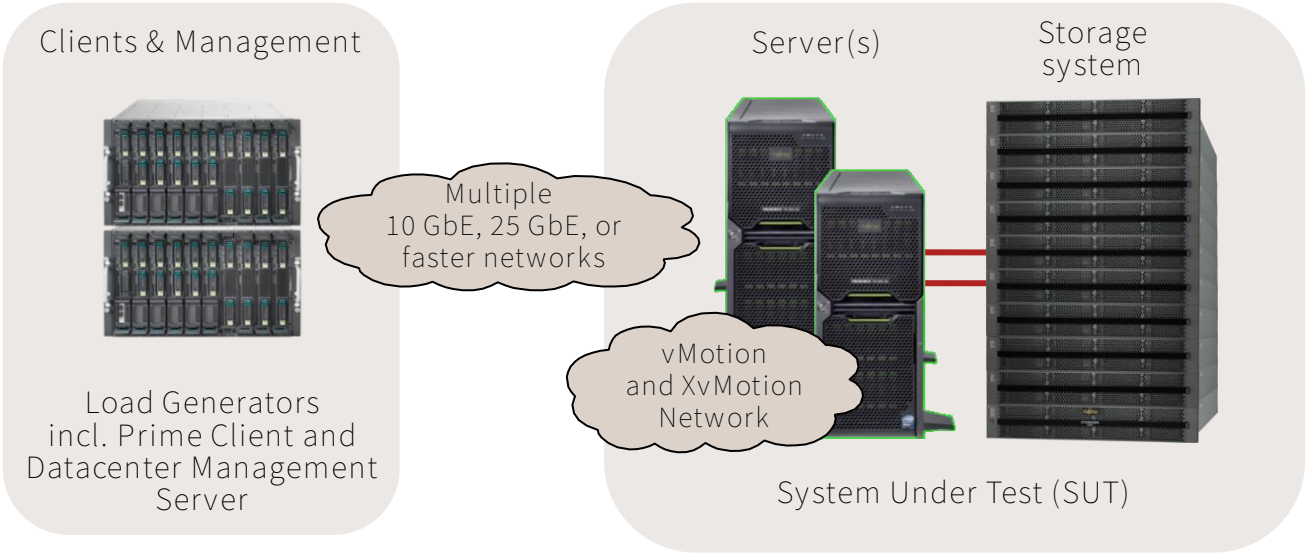 Clients & Management
Load Generators
incl. Prime Client and
Datacenter Management
Server
Multiple
10 GbE, 25 GbE, or
faster networks
Server(s)
Storage
system
vMotion
and XvMotion
Network
System Under Test (SUT)